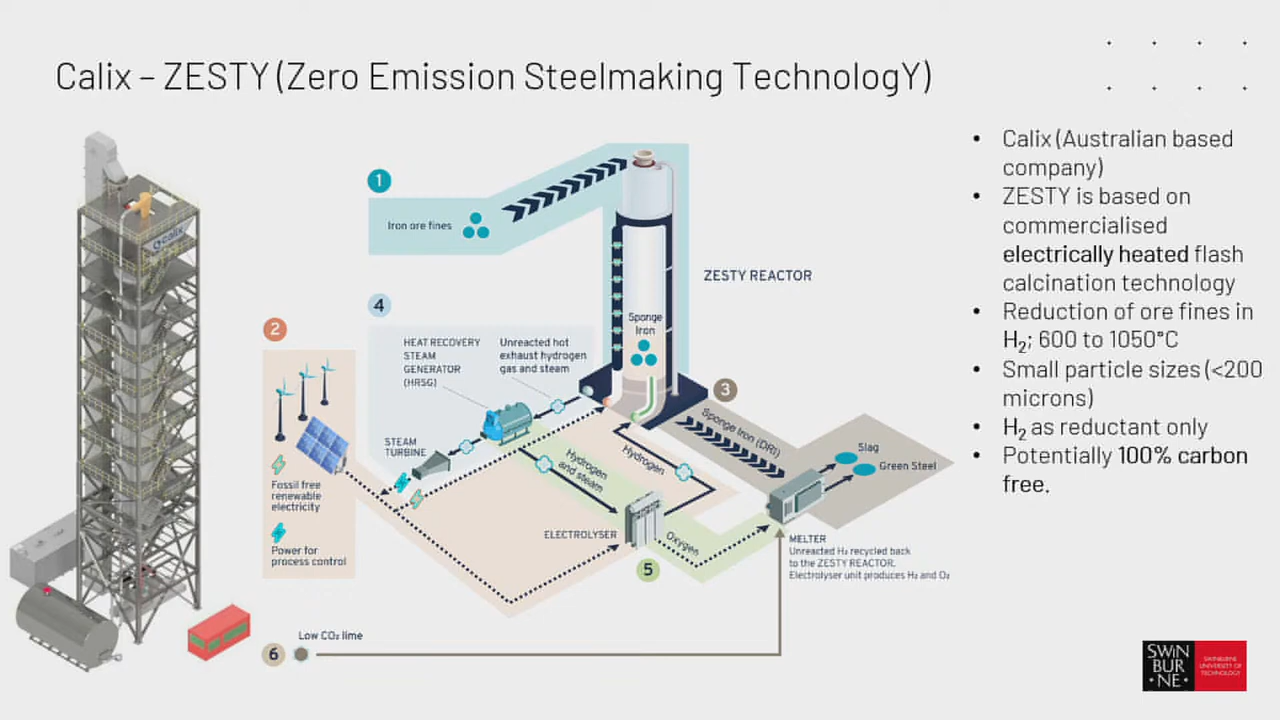 Calix – ZESTY (Zero Emission Steelmaking TechnologY)
calix
1
Iron ore fines
ZESTY REACTOR
Sponge
Iron
2
Fossil free
renewable
electricity
Power for
process control
4
HEAT RECOVERY
STEAM
GENERATOR
(HRSG)
Unreacted hot
exhaust hydrogen
gas and steam
STEAM
TURBINE
3
Sponge Iron (DRI)
Slag
Green Steel
Hydrogen
and steam
Hydrogen
ELECTROLYSER
Oxygen
5
MELTER
Unreacted H₂ recycled back
to the ZESTY REACTOR.
Electrolyser unit produces H₂ and O₂
6
Low CO₂ lime
• Calix (Australian based
company)
• ZESTY is based on
commercialised
electrically heated flash
calcination technology
• Reduction of ore fines in
H₂; 600 to 1050°C
• Small particle sizes (<200
microns)
• H₂ as reductant only
• Potentially 100% carbon
free.
SWIN
BUR
• NE •
SWINBURNE
UNIVERSITY OF
TECHNOLOGY